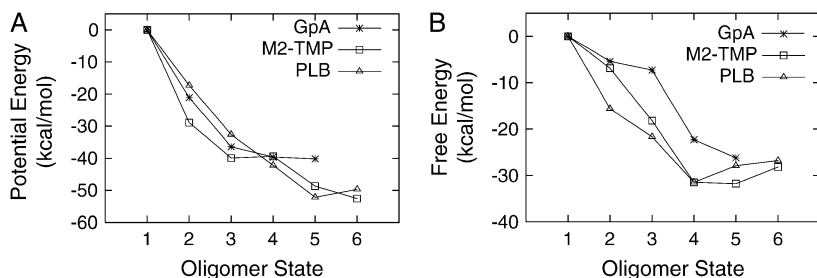 A
Potential Energy
(kcal/mol)
0
-10
-20
-30
-40
-50
-60
1 2 3 4 5 6
Oligomer State
GpA
M2-TMP
PLB
B
Free Energy
(kcal/mol)
0
-10
-20
-30
-40
1 2 3 4 5 6
Oligomer State
GpA
M2-TMP
PLB